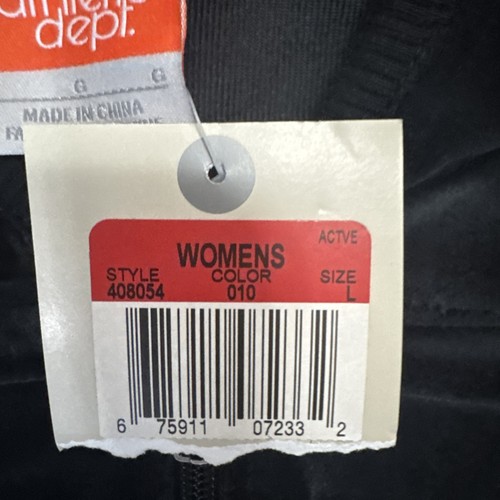 dept.
G G
MADE IN CHINA
ACTVE
WOMENS
STYLE COLOR SIZE
408054 010 L
6 75911 07233 2